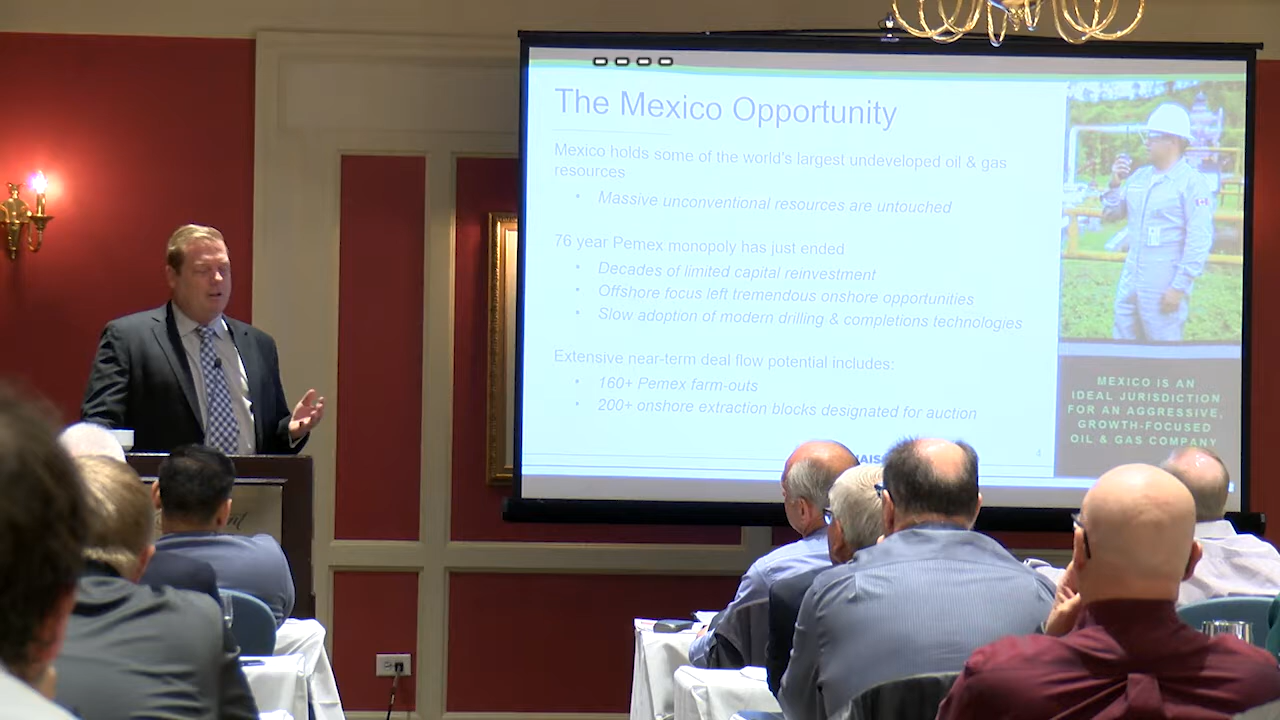 The Mexico Opportunity
Mexico holds some of the world's largest undeveloped oil & gas
resources
• Massive unconventional resources are untouched
76 year Pemex monopoly has just ended
• Decades of limited capital reinvestment
• Offshore focus left tremendous onshore opportunities
• Slow adoption of modern drilling & completions technologies
Extensive near-term deal flow potential includes:
• 160+ Pemex farm-outs
• 200+ onshore extraction blocks designated for auction
MEXICO IS AN
IDEAL JURISDICTION
FOR AN AGGRESSIVE,
GROWTH-FOCUSED
OIL & GAS COMPANY